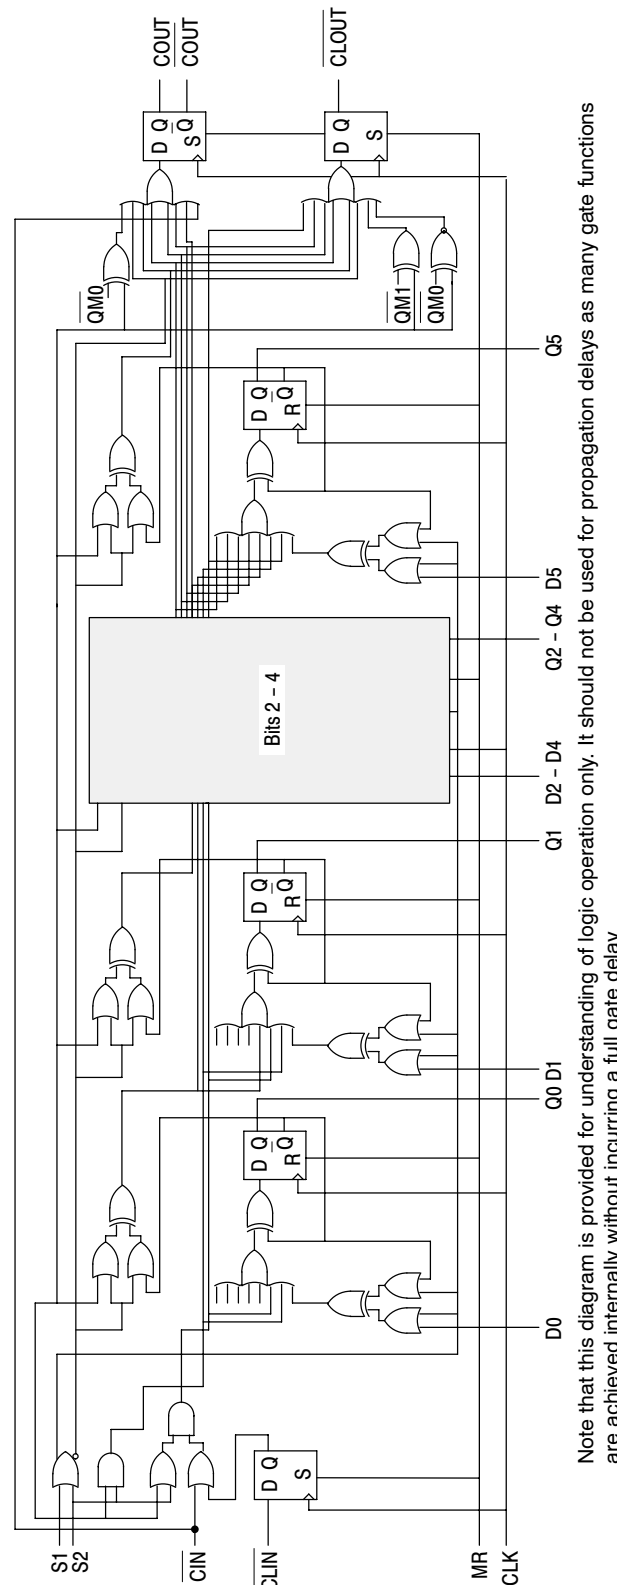 S1
S2
CIN
CLIN
MR
CLK
D Q
S
D0
D Q
Q
R
Q0
D1
D Q
Q
R
Q1
D2 – D4
Bits 2 – 4
Q2 – Q4
D5
D Q
Q
R
Q5
QM0
QM1
QM0
D Q
Q
S
D Q
S
COUT
COUT
CLOUT
Note that this diagram is provided for understanding of logic operation only. It should not be used for propagation delays as many gate functions
are achieved internally without incurring a full gate delay